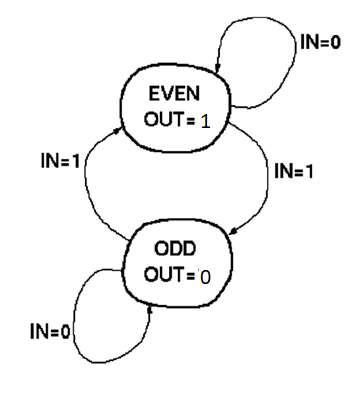 IN=0
EVEN
OUT= 1
IN=1
IN=1
ODD
OUT= 0
IN=0